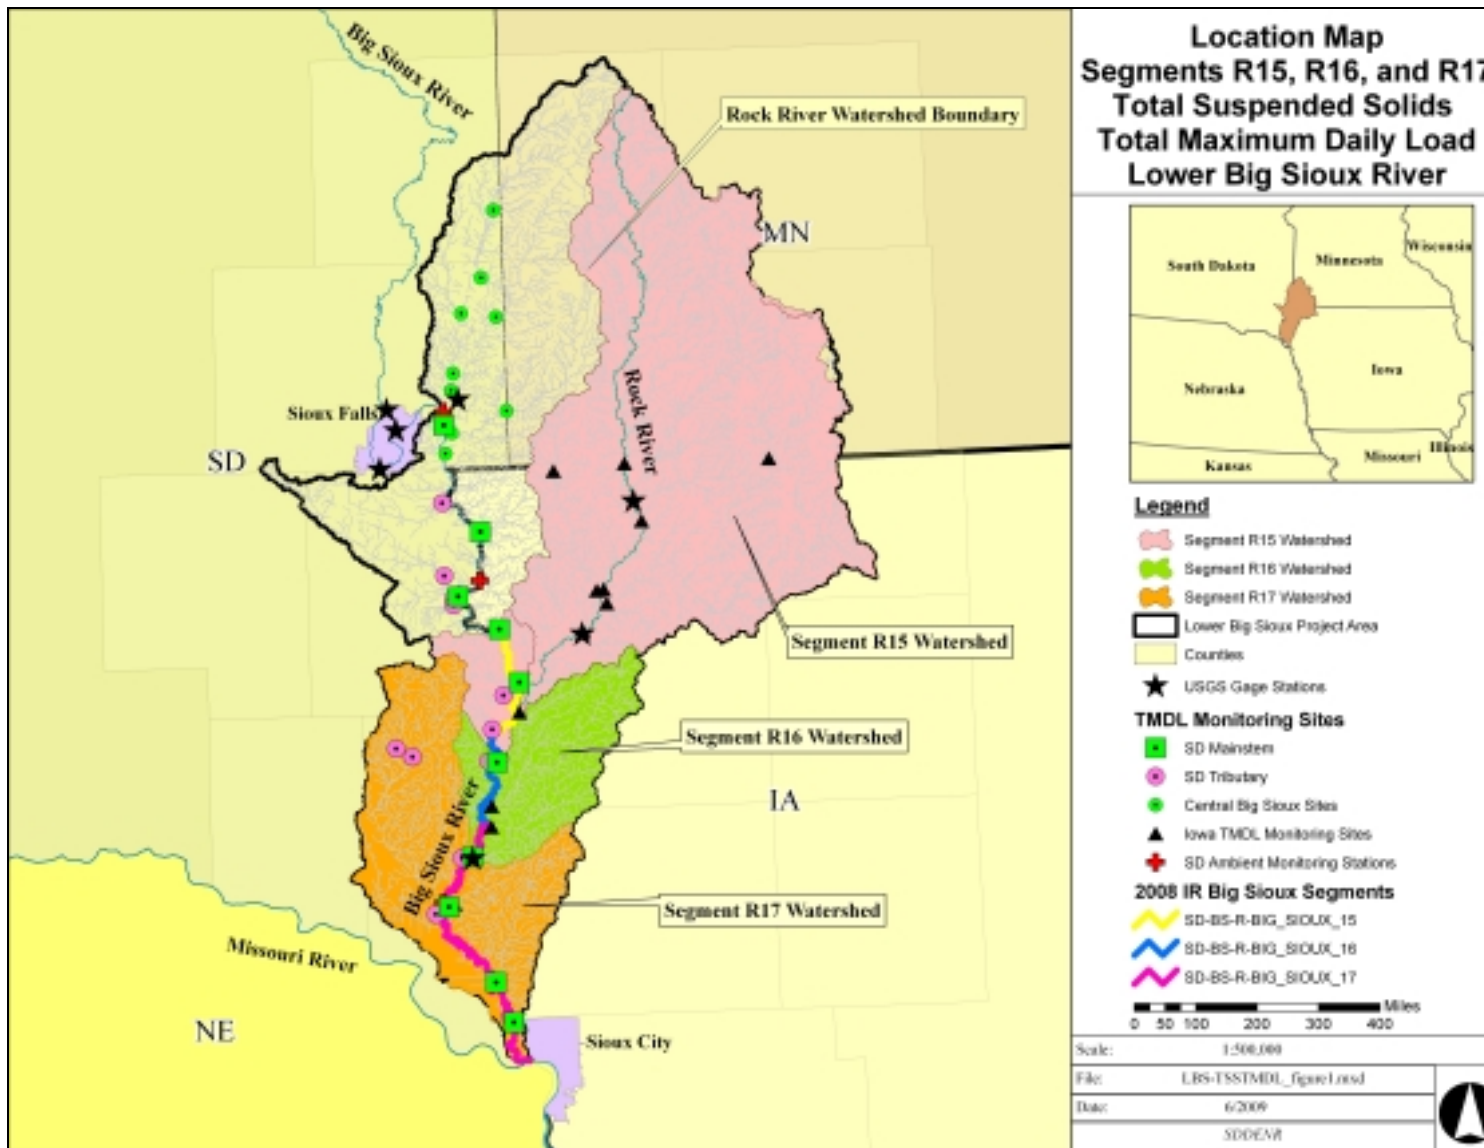 Location Map
Segments R15, R16, and R17
Total Suspended Solids
Total Maximum Daily Load
Lower Big Sioux River
Big Sioux River
Rock River Watershed Boundary
MN
Rock River
Sioux Falls
SD
Segment R15 Watershed
Segment R16 Watershed
IA
Big Sioux River
Segment R17 Watershed
Missouri River
NE
Sioux City
South Dakota
Minnesota
Wisconsin
Nebraska
Iowa
Kansas
Missouri
Illinois
Legend
Segment R15 Watershed
Segment R16 Watershed
Segment R17 Watershed
Lower Big Sioux Project Area
Counties
USGS Gage Stations
TMDL Monitoring Sites
SD Mainstem
SD Tributary
Central Big Sioux Sites
Iowa TMDL Monitoring Sites
SD Ambient Monitoring Stations
2008 IR Big Sioux Segments
SD-BS-R-BIG_SIOUX_15
SD-BS-R-BIG_SIOUX_16
SD-BS-R-BIG_SIOUX_17
Miles
0 50 100 200 300 400
Scale: 1:500,000
File: LBS-TSSTMDL_figure1.mxd
Date: 6/2009
SDDENR